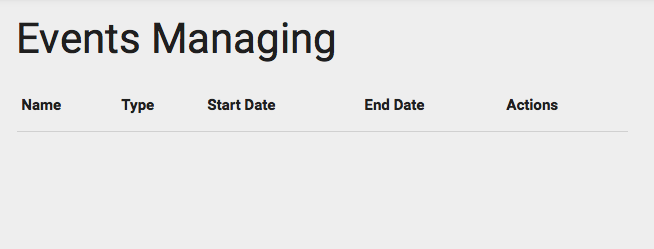 Events Managing
Name Type Start Date End Date Actions